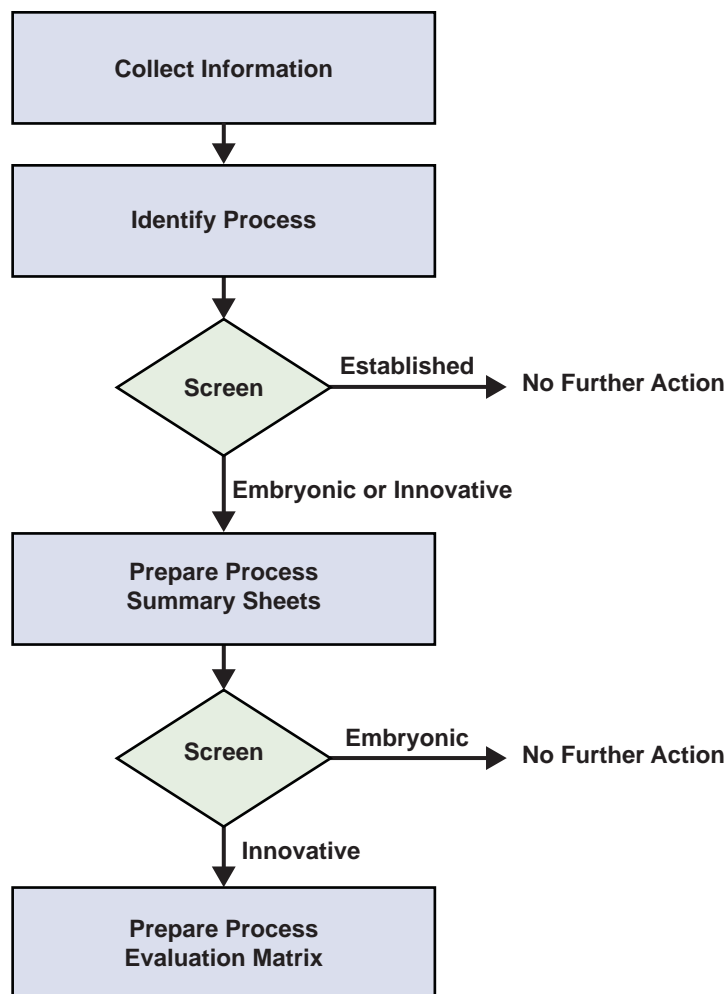 Collect Information
Identify Process
Screen
Established
No Further Action
Embryonic or Innovative
Prepare Process
Summary Sheets
Screen
Embryonic
No Further Action
Innovative
Prepare Process
Evaluation Matrix